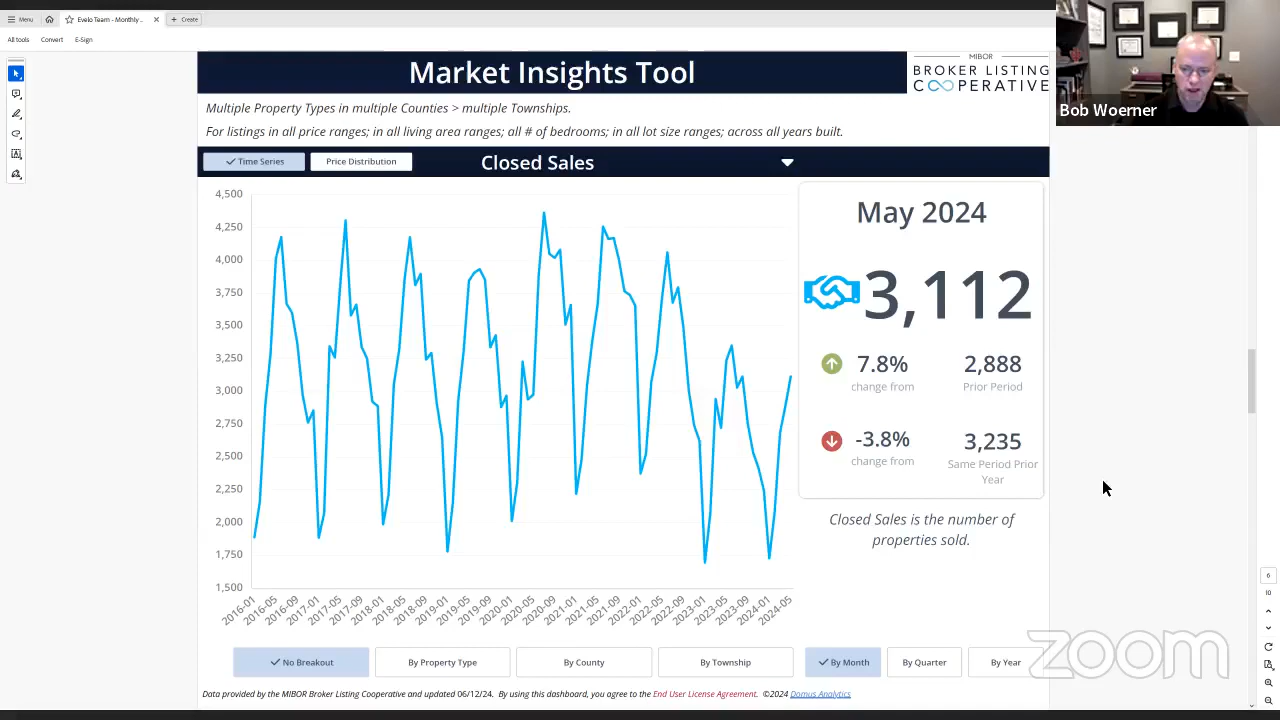 Menu
Evelo Team - Monthly ..
Create
All tools
Convert
E-Sign
Market Insights Tool
MIBOR
BROKER LISTING
COOPERATIVE
Bob Woerner
Multiple Property Types in multiple Counties > multiple Townships.
For listings in all price ranges; in all living area ranges; all # of bedrooms; in all lot size ranges; across all years built.
Time Series
Price Distribution
Closed Sales
4,500
4,250
4,000
3,750
3,500
3,250
3,000
2,750
2,500
2,250
2,000
1,750
1,500
2016-01
2016-05
2016-09
2017-01
2017-05
2017-09
2018-01
2018-05
2018-09
2019-01
2019-05
2019-09
2020-01
2020-05
2020-09
2021-01
2021-05
2021-09
2022-01
2022-05
2022-09
2023-01
2023-05
2023-09
2024-01
2024-05
May 2024
3,112
7.8%
change from
2,888
Prior Period
-3.8%
change from
3,235
Same Period Prior
Year
Closed Sales is the number of
properties sold.
6
10
No Breakout
By Property Type
By County
By Township
By Month
By Quarter
By Year
zoom
Data provided by the MIBOR Broker Listing Cooperative and updated 06/12/24. By using this dashboard, you agree to the End User License Agreement. ©2024 Domus Analytics